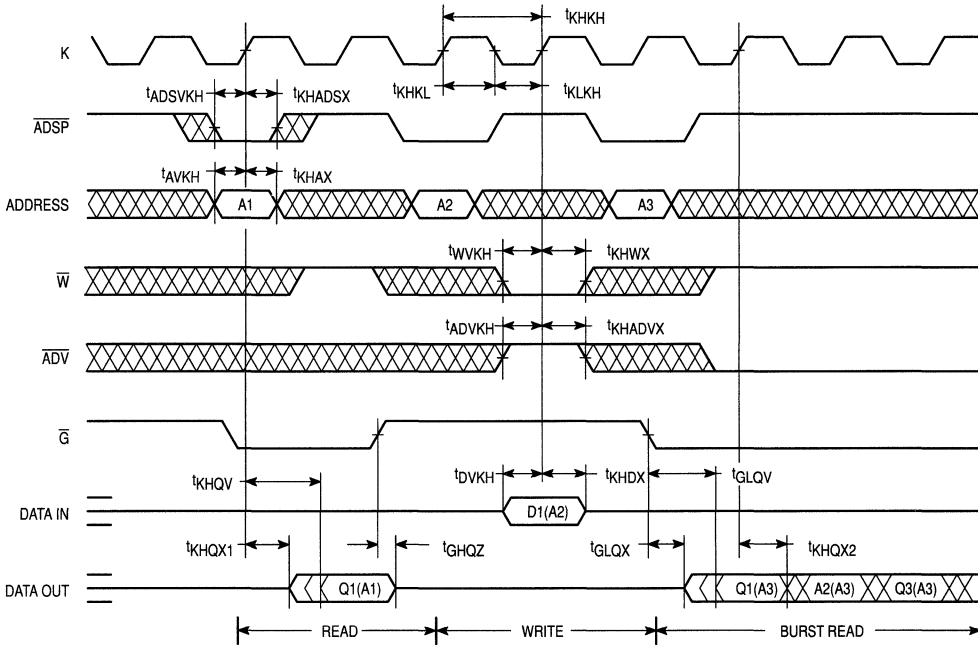 tKHKH
K
tKHKL
tKLKH
tADSVKH
tKHADSX
ADSP
tAVKH
tKHAX
ADDRESS
A1
A2
A3
tWVKH
tKHWX
W
tADVKH
tKHADVX
ADV
G
tKHQV
tDVKH
tKHDX
tGLQV
DATA IN
D1(A2)
tKHQX1
tGHQZ
tGLQX
tKHQX2
DATA OUT
Q1(A1)
Q1(A3)
A2(A3)
Q3(A3)
READ
WRITE
BURST READ